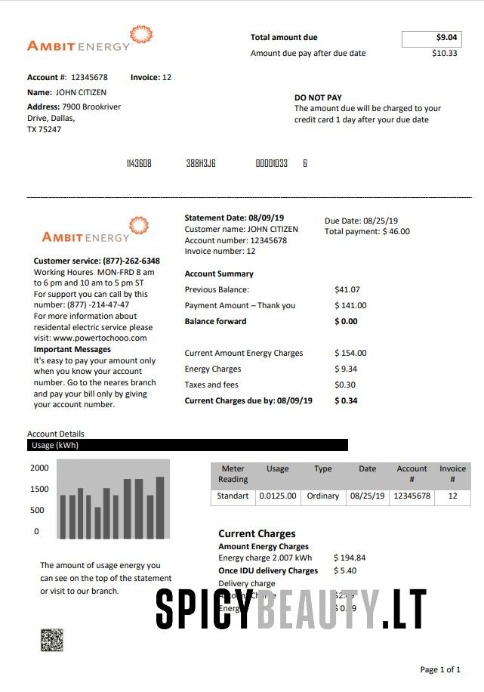 AMBIT ENERGY
Total amount due $9.04
Amount due pay after due date $10.33
Account #: 12345678 Invoice: 12
Name: JOHN CITIZEN
Address: 7900 Brookriver
Drive, Dallas,
TX 75247
DO NOT PAY
The amount due will be charged to your
credit card 1 day after your due date
1143608 388H3J6 00001033 6
AMBIT ENERGY
Customer service: (877)-262-6348
Working Houres MON-FRD 8 am
to 6 pm and 10 am to 5 pm ST
For support you can call by this
number: (877) -214-47-47
For more information about
residental electric service please
visit: www.powertochooo.com
Important Messages
It's easy to pay your amount only
when you know your account
number. Go to the neares branch
and pay your bill only by giving
your account number.
Statement Date: 08/09/19
Customer name: JOHN CITIZEN
Account number: 12345678
Invoice number: 12
Due Date: 08/25/19
Total payment: $ 46.00
Account Summary
Previous Balance: $41.07
Payment Amount – Thank you $ 141.00
Balance forward $ 0.00
Current Amount Energy Charges $ 154.00
Energy Charges $ 9.34
Taxes and fees $0.30
Current Charges due by: 08/09/19 $ 0.34
Account Details
Usage (kWh)
2000
1500
500
0
The amount of usage energy you
can see on the top of the statement
or visit to our branch.
Meter Reading Usage Type Date Account # Invoice #
Standart 0.0125.00 Ordinary 08/25/19 12345678 12
Current Charges
Amount Energy Charges
Energy charge 2.007 kWh $ 194.84
Once IDU delivery Charges $ 5.40
Delivery charge
SPICYBEAUTY.LT
Page 1 of 1